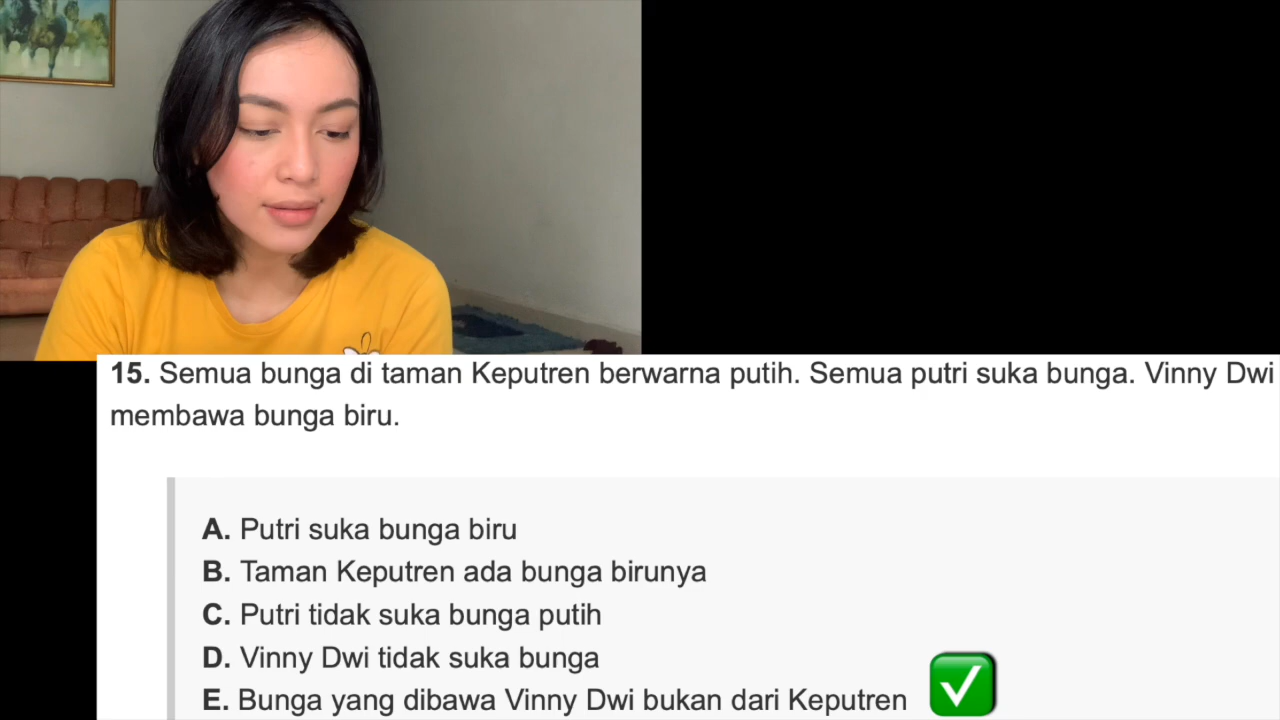 15. Semua bunga di taman Keputren berwarna putih. Semua putri suka bunga. Vinny Dwi
membawa bunga biru.
A. Putri suka bunga biru
B. Taman Keputren ada bunga birunya
C. Putri tidak suka bunga putih
D. Vinny Dwi tidak suka bunga
E. Bunga yang dibawa Vinny Dwi bukan dari Keputren